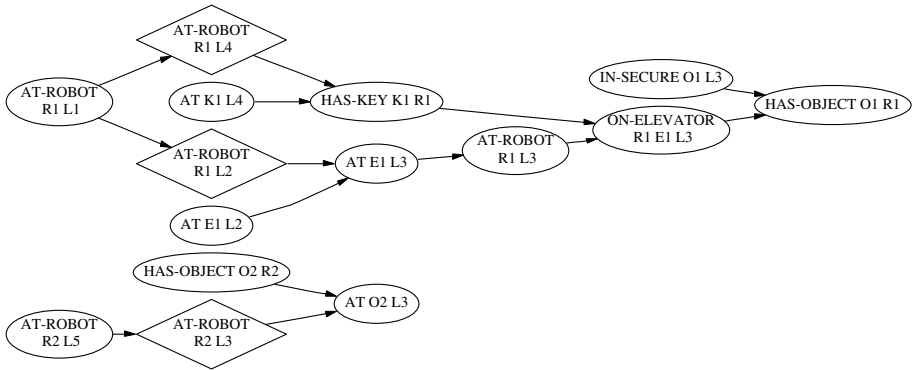 AT-ROBOT
R1 L4
AT-ROBOT
R1 L1
AT K1 L4
HAS-KEY K1 R1
IN-SECURE O1 L3
HAS-OBJECT O1 R1
ON-ELEVATOR
R1 E1 L3
AT-ROBOT
R1 L2
AT E1 L3
AT-ROBOT
R1 L3
AT E1 L2
HAS-OBJECT O2 R2
AT O2 L3
AT-ROBOT
R2 L5
AT-ROBOT
R2 L3